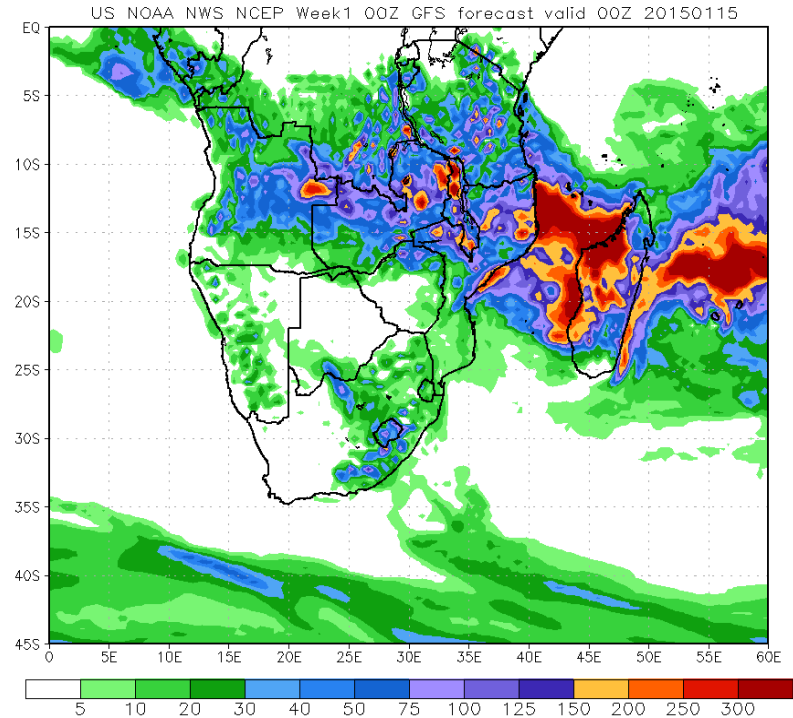 US NOAA NWS NCEP Week1 00Z GFS forecast valid 00Z 20150115
EQ
5S
10S
15S
20S
25S
30S
35S
40S
45S
0 5E 10E 15E 20E 25E 30E 35E 40E 45E 50E 55E 60E
5 10 20 30 40 50 75 100 125 150 200 250 300